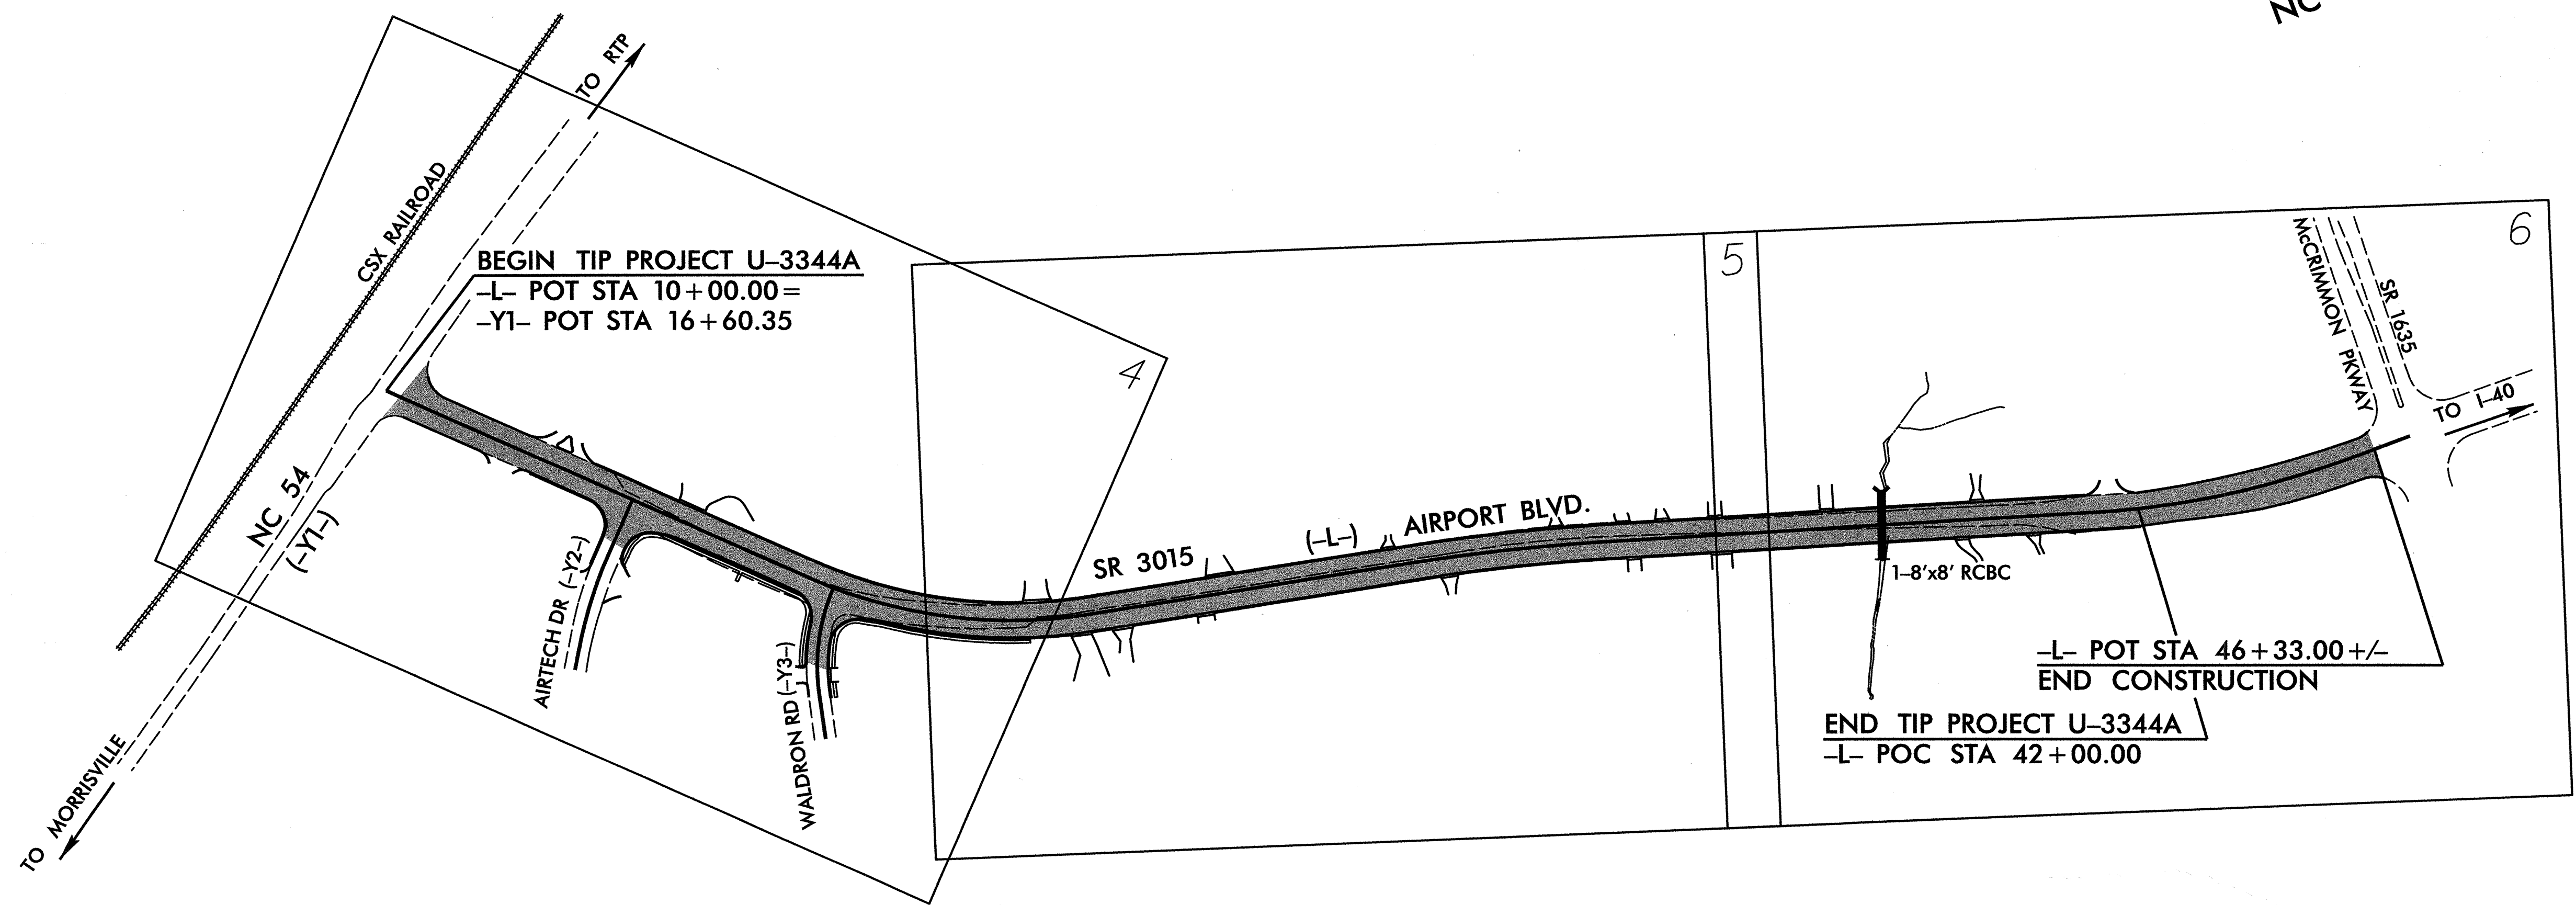 NC
TO RTP
CSX RAILROAD
BEGIN TIP PROJECT U–3344A
–L– POT STA 10+00.00=
–Y1– POT STA 16+60.35
NC 54
(–Y1–)
TO MORRISVILLE
4
AIRTECH DR (–Y2–)
WALDRON RD (–Y3–)
SR 3015
(–L–)
AIRPORT BLVD.
5
6
McCRIMMON PKWAY
SR 1635
TO I–40
1–8'x8' RCBC
–L– POT STA 46+33.00+/–
END CONSTRUCTION
END TIP PROJECT U–3344A
–L– POC STA 42+00.00